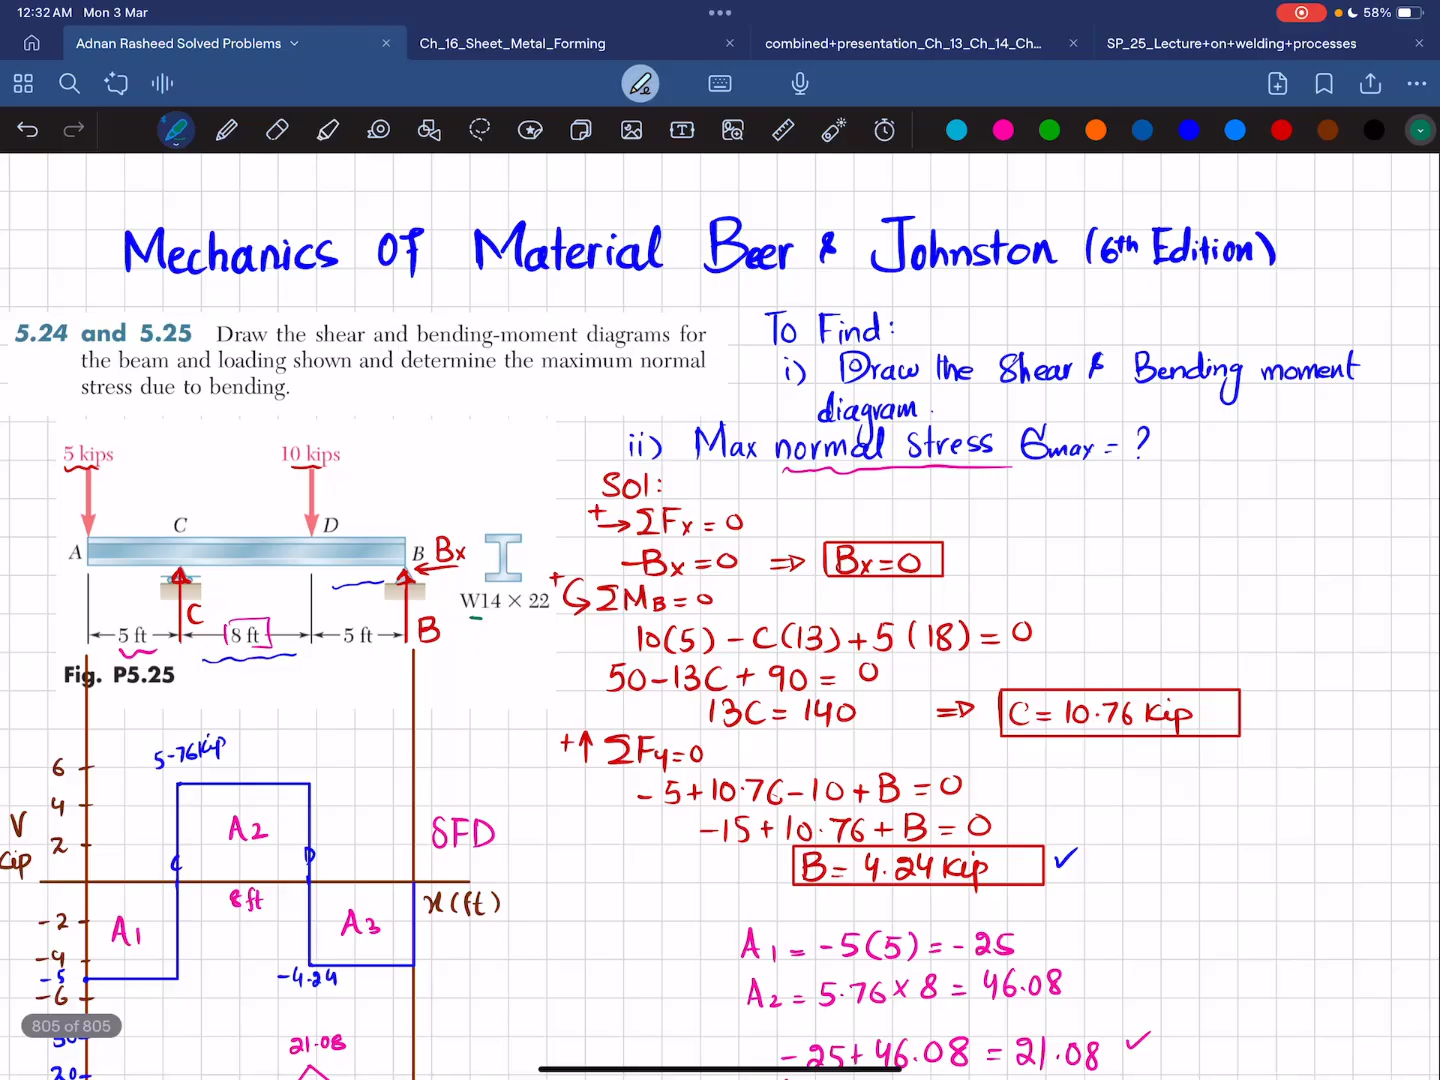 12:32AM Mon 3 Mar
58%
Adnan Rasheed Solved Problems
Ch_16_Sheet_Metal_Forming
combined+presentation_Ch_13_Ch_14_Ch...
SP_25_Lecture+on+welding+processes
Mechanics Of Material Beer & Johnston (6th Edition)
5.24 and 5.25 Draw the shear and bending-moment diagrams for
the beam and loading shown and determine the maximum normal
stress due to bending.
To Find:
i) Draw the Shear & Bending moment
diagram.
ii) Max normal stress σmax = ?
5 kips
10 kips
C
D
A
B
Bx
W14 × 22
C
B
5 ft
8 ft
5 ft
Fig. P5.25
Sol:
+→ ΣFx = 0
-Bx = 0 ⇒ Bx = 0
+↺ ΣMB = 0
10(5) - C(13) + 5(18) = 0
50 - 13C + 90 = 0
13C = 140 ⇒ C = 10.76 Kip
+↑ ΣFy = 0
-5 + 10.76 - 10 + B = 0
-15 + 10.76 + B = 0
B = 4.24 Kip ✓
A1 = -5(5) = -25
A2 = 5.76 × 8 = 46.08
-25 + 46.08 = 21.08 ✓
5.76 Kip
6
4
V
2
C
D
A2
SFD
8 ft
x(ft)
-2
A1
A3
-4
-5
-4.24
-6
805 of 805
21.08
20